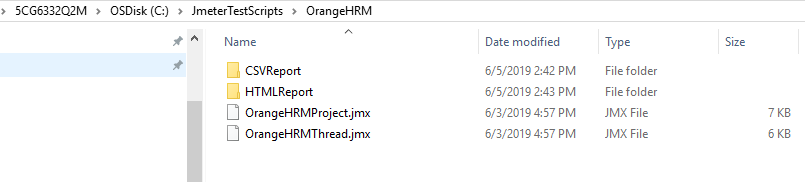 5CG6332Q2M > OSDisk (C:) > JmeterTestScripts > OrangeHRM
Name Date modified Type Size
CSVReport 6/5/2019 2:42 PM File folder
HTMLReport 6/5/2019 2:43 PM File folder
OrangeHRMProject.jmx 6/3/2019 4:57 PM JMX File 7 KB
OrangeHRMThread.jmx 6/3/2019 4:57 PM JMX File 6 KB